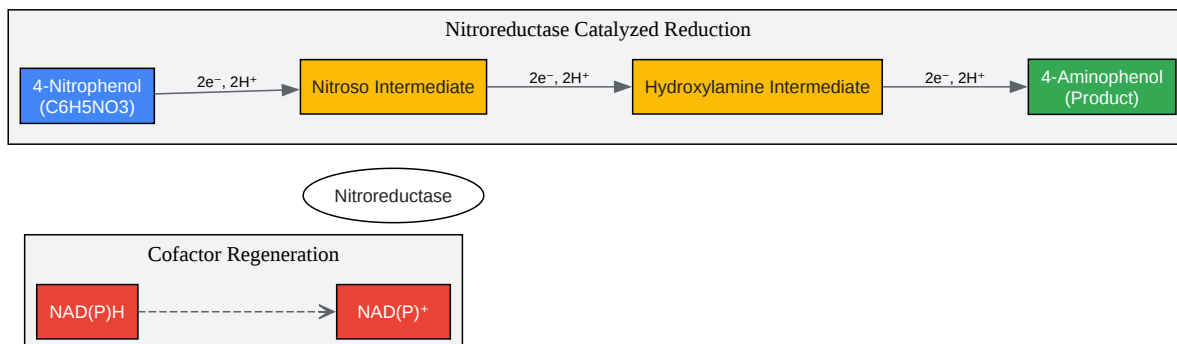 Nitroreductase Catalyzed Reduction
4-Nitrophenol
(C6H5NO3)
2e⁻, 2H⁺
Nitroso Intermediate
2e⁻, 2H⁺
Hydroxylamine Intermediate
2e⁻, 2H⁺
4-Aminophenol
(Product)
Nitroreductase
Cofactor Regeneration
NAD(P)H
NAD(P)⁺